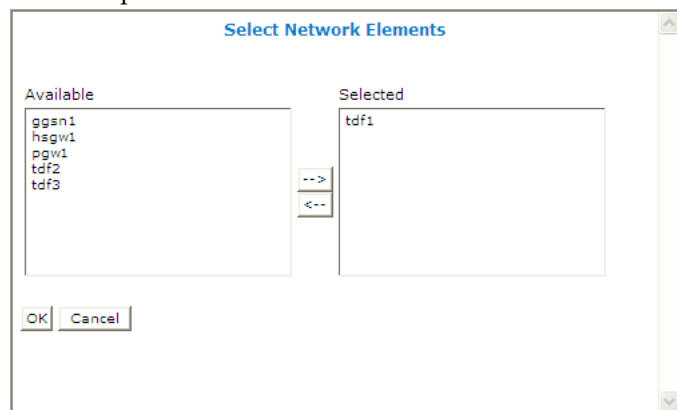 Select Network Elements
Available
Selected
ggsn1
hsgw1
pgw1
tdf2
tdf3
tdf1
-->
<--
OK
Cancel